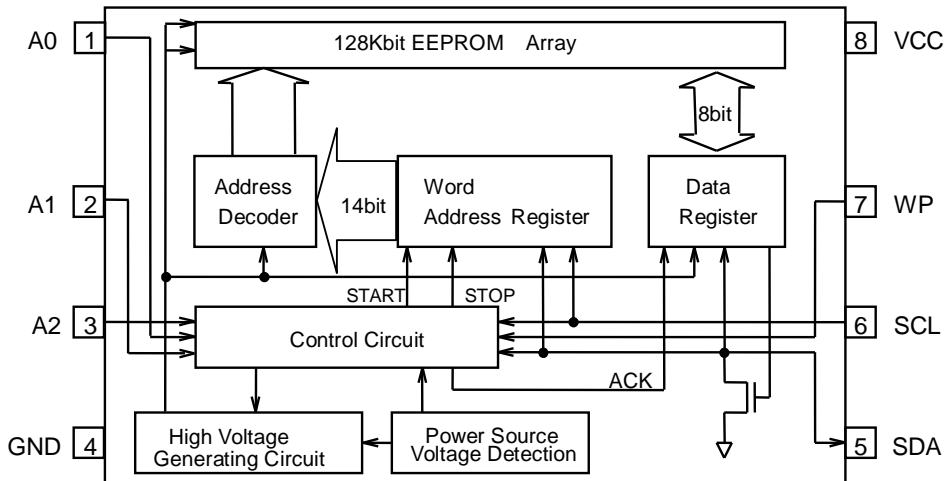 A0 1
128Kbit EEPROM Array
8 VCC
8bit
A1 2
Address
Decoder
14bit
Word
Address Register
Data
Register
7 WP
START
STOP
A2 3
Control Circuit
6 SCL
ACK
GND 4
High Voltage
Generating Circuit
Power Source
Voltage Detection
5 SDA